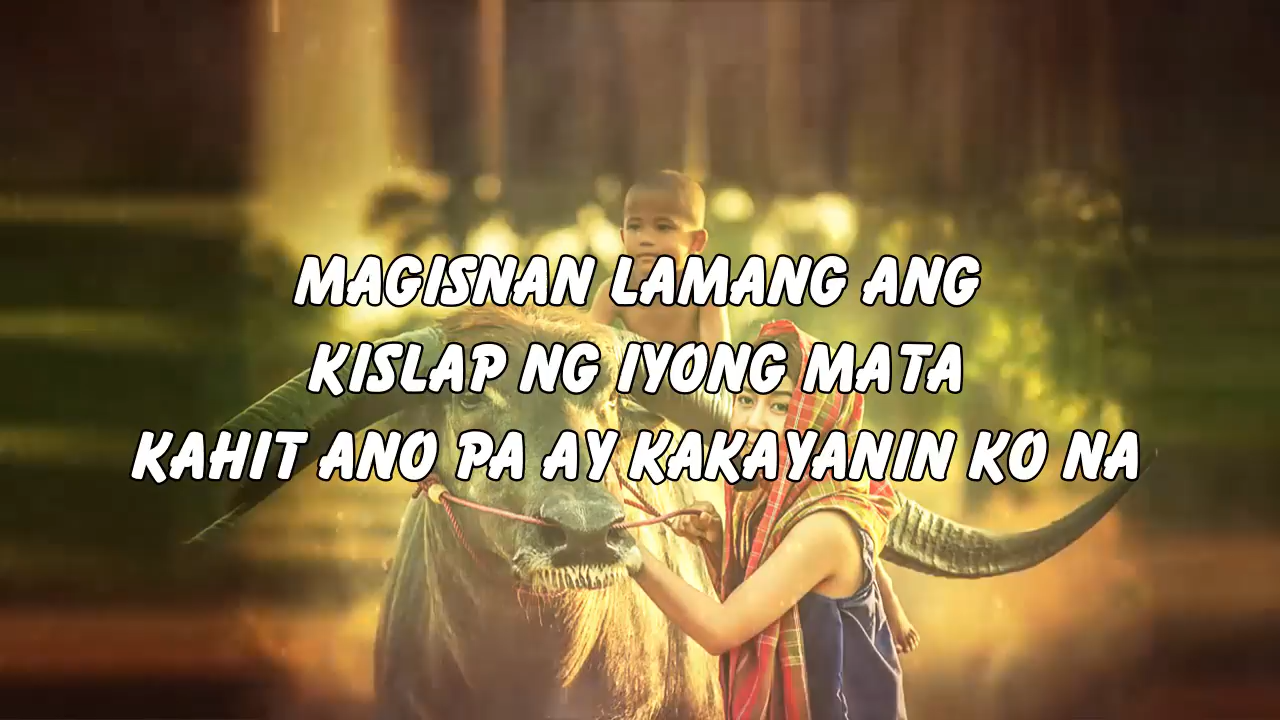 MAGISNAN LAMANG ANG
KISLAP NG IYONG MATA
KAHIT ANO PA AY KAKAYANIN KO NA